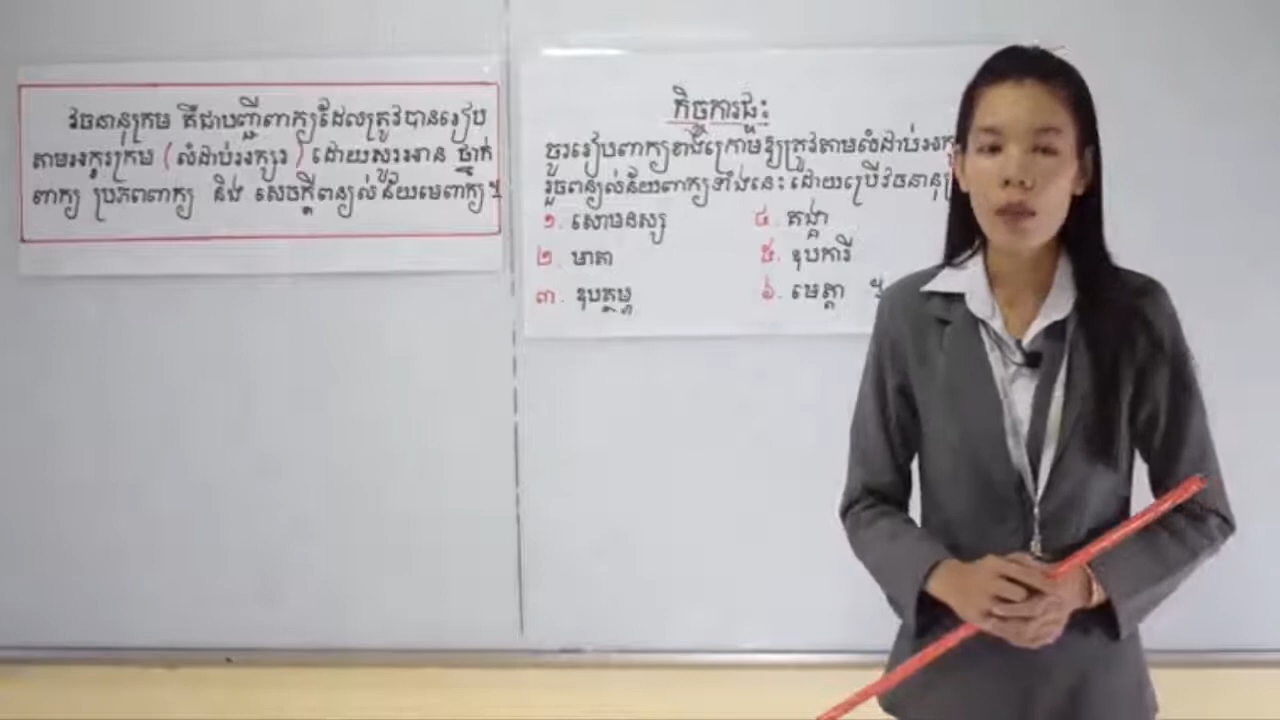 វចនានុក្រម គឺជាបញ្ជីពាក្យដែលត្រូវបានរៀប
តាមអក្ខរក្រម (លំដាប់អក្សរ) ដោយសូរអាន ថ្នាក់
ពាក្យ ប្រភពពាក្យ និង សេចក្ដីពន្យល់ន័យមេពាក្យ។
កិច្ចការផ្ទះ
ចូររៀបពាក្យខាងក្រោមឱ្យត្រូវតាមលំដាប់អក្ខ
រួចពន្យល់ន័យពាក្យទាំងនេះ ដោយប្រើវចនានុ
១. សោមនស្ស ៤. គង្គា
២. មាតា ៥. ឧបការី
៣. ឧបត្ថម្ភ ៦. មេត្តា ។